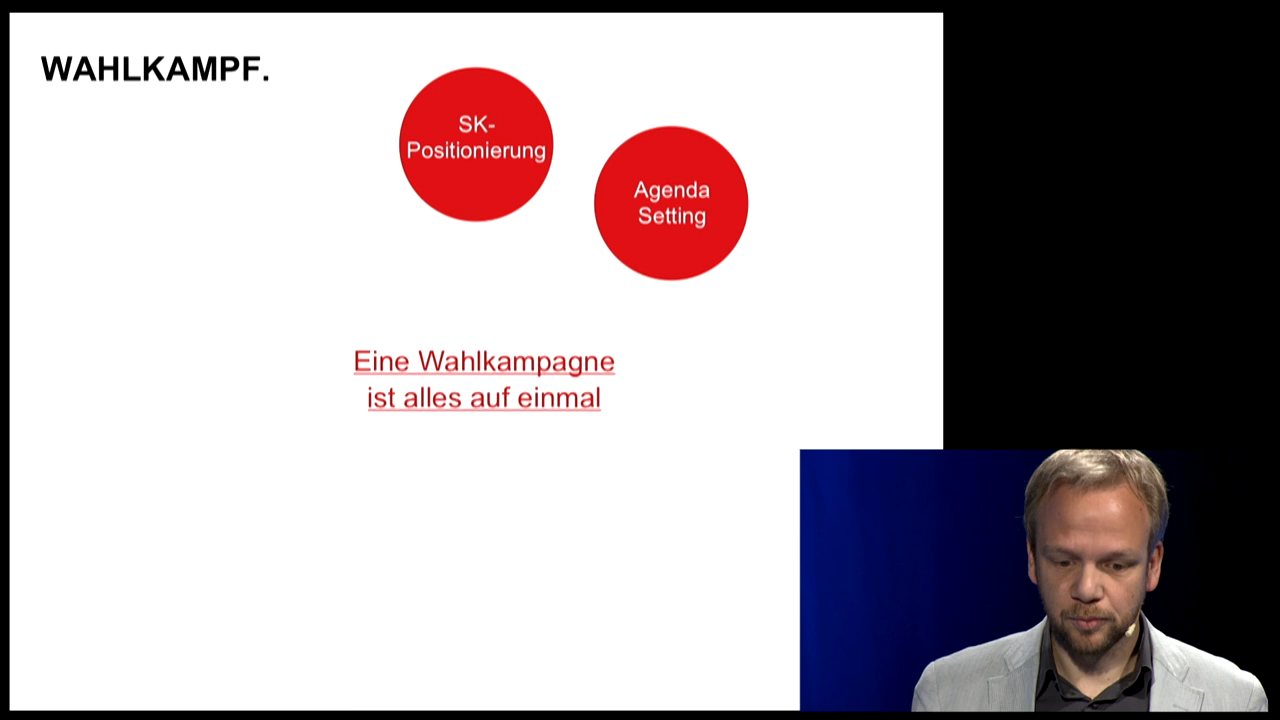 WAHLKAMPF.
SK-
Positionierung
Agenda
Setting
Eine Wahlkampagne
ist alles auf einmal